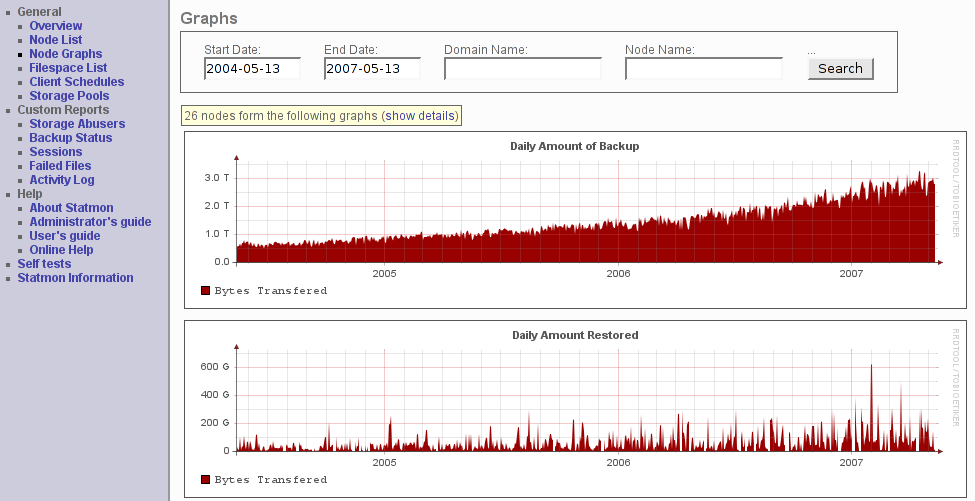 General
Overview
Node List
Node Graphs
Filespace List
Client Schedules
Storage Pools
Custom Reports
Storage Abusers
Backup Status
Sessions
Failed Files
Activity Log
Help
About Statmon
Administrator's guide
User's guide
Online Help
Self tests
Statmon Information
Graphs
Start Date: End Date: Domain Name: Node Name: ...
2004-05-13 2007-05-13 Search
26 nodes form the following graphs (show details)
Daily Amount of Backup
3.0 T
2.0 T
1.0 T
0.0
2005 2006 2007
Bytes Transfered
RRDTOOL/TOBIOETIKER
Daily Amount Restored
600 G
400 G
200 G
0
2005 2006 2007
Bytes Transfered
RRDTOOL/TOBIOETIKER